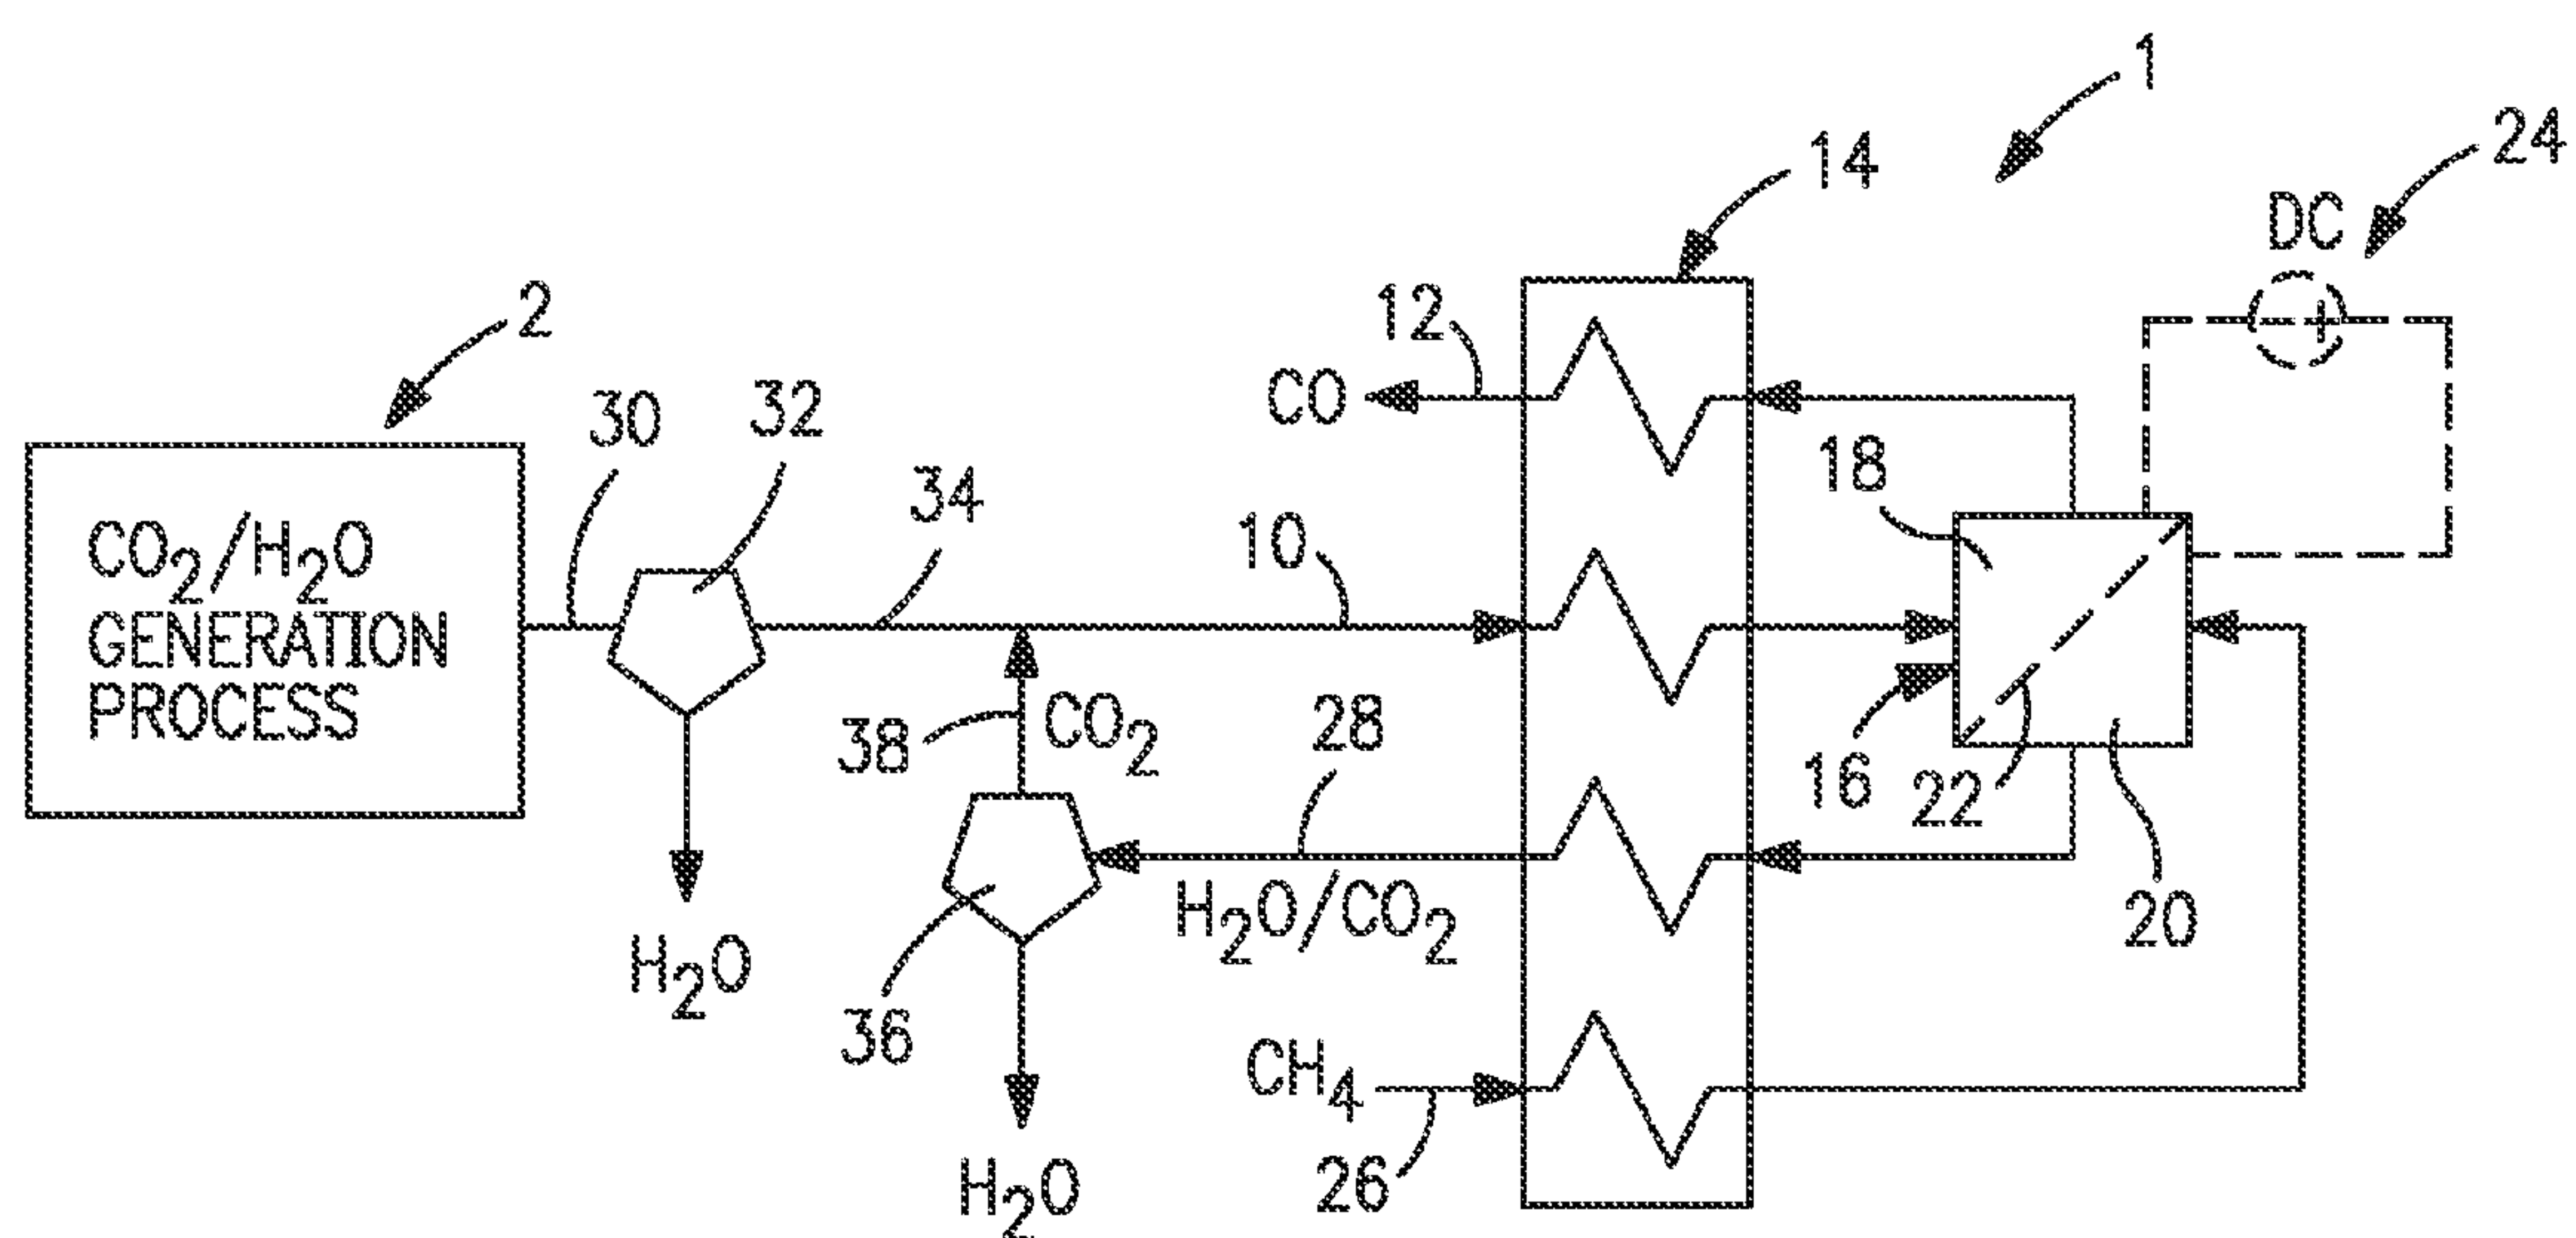 1
24
14
DC
2
12
32
30
CO
18
34
10
CO₂/H₂O
GENERATION
PROCESS
38
CO₂
28
16
22
H₂O/CO₂
20
H₂O
36
CH₄
26
H₂O